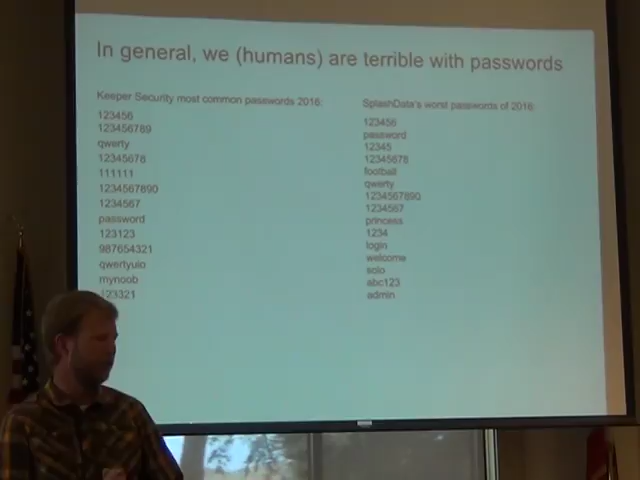 In general, we (humans) are terrible with passwords
Keeper Security most common passwords 2016:
123456
123456789
qwerty
12345678
111111
1234567890
1234567
password
123123
987654321
qwertyuio
mynoob
123321
SplashData's worst passwords of 2016:
123456
password
12345
12345678
football
qwerty
1234567890
1234567
princess
1234
login
welcome
solo
abc123
admin